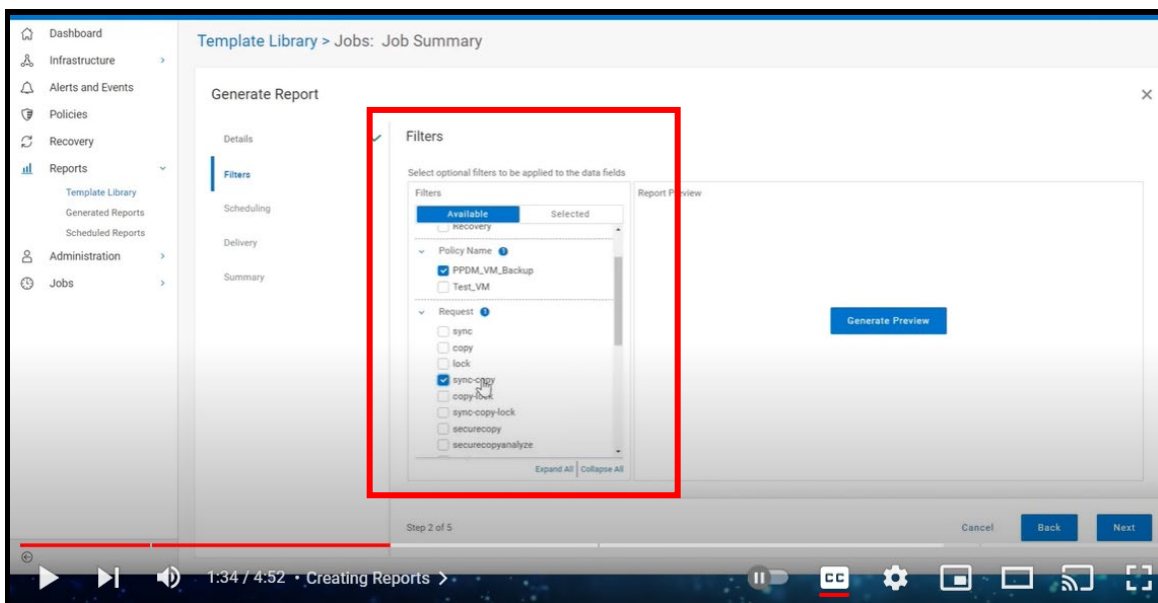 Dashboard
Infrastructure
Alerts and Events
Policies
Recovery
Reports
Template Library
Generated Reports
Scheduled Reports
Administration
Jobs
Template Library > Jobs: Job Summary
Generate Report
Details
Filters
Scheduling
Delivery
Summary
Filters
Select optional filters to be applied to the data fields
Filters
Available Selected
Recovery
Policy Name 1
PPDM_VM_Backup
Test_VM
Request 1
sync
copy
lock
sync-copy
copy-lock
sync-copy-lock
securecopy
securecopyanalyze
Expand All Collapse All
Report Preview
Generate Preview
Step 2 of 5
Cancel Back Next
1:34 / 4:52 • Creating Reports >
CC